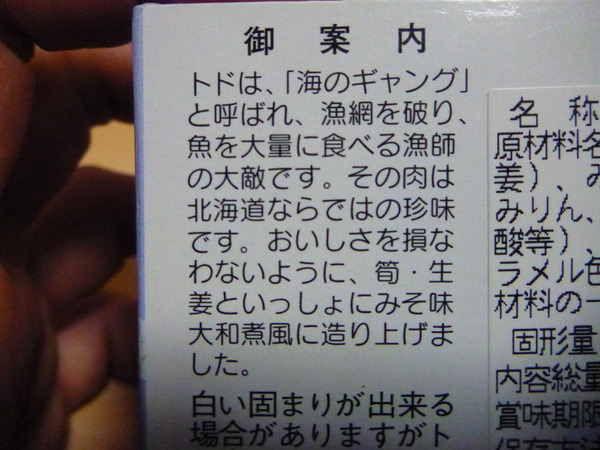 御案内
トドは、「海のギャング」
と呼ばれ、漁網を破り、
魚を大量に食べる漁師
の大敵です。その肉は
北海道ならではの珍味
です。おいしさを損な
わないように、筍・生
姜といっしょにみそ味
大和煮風に造り上げま
した。
白い固まりが出来る
場合がありますがト
名称
原材料名
姜）、み
みりん、
酸等）、
ラメル色
材料の一
固形量
内容総量
賞味期限
保存方法